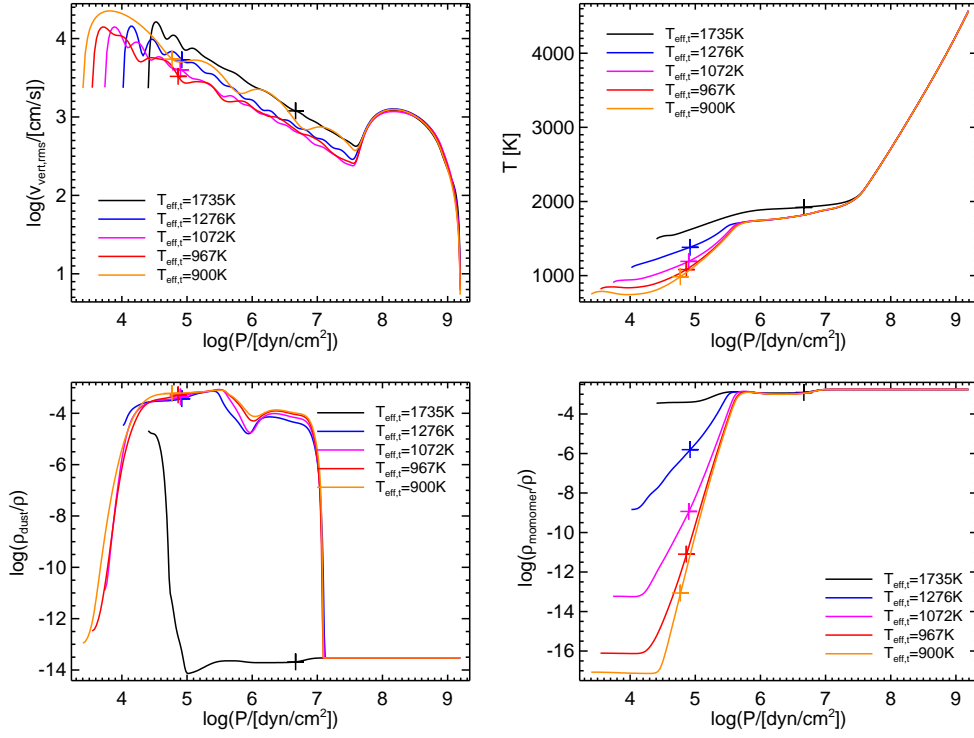 log(v_vert,rms/[cm/s])
4
3
2
1
T_eff,t=1735K
T_eff,t=1276K
T_eff,t=1072K
T_eff,t=967K
T_eff,t=900K
4 5 6 7 8 9
log(P/[dyn/cm²])
T [K]
4000
3000
2000
1000
T_eff,t=1735K
T_eff,t=1276K
T_eff,t=1072K
T_eff,t=967K
T_eff,t=900K
4 5 6 7 8 9
log(P/[dyn/cm²])
log(ρ_dust/ρ)
-4
-6
-8
-10
-12
-14
T_eff,t=1735K
T_eff,t=1276K
T_eff,t=1072K
T_eff,t=967K
T_eff,t=900K
4 5 6 7 8 9
log(P/[dyn/cm²])
log(ρ_momomer/ρ)
-4
-6
-8
-10
-12
-14
-16
T_eff,t=1735K
T_eff,t=1276K
T_eff,t=1072K
T_eff,t=967K
T_eff,t=900K
4 5 6 7 8 9
log(P/[dyn/cm²])